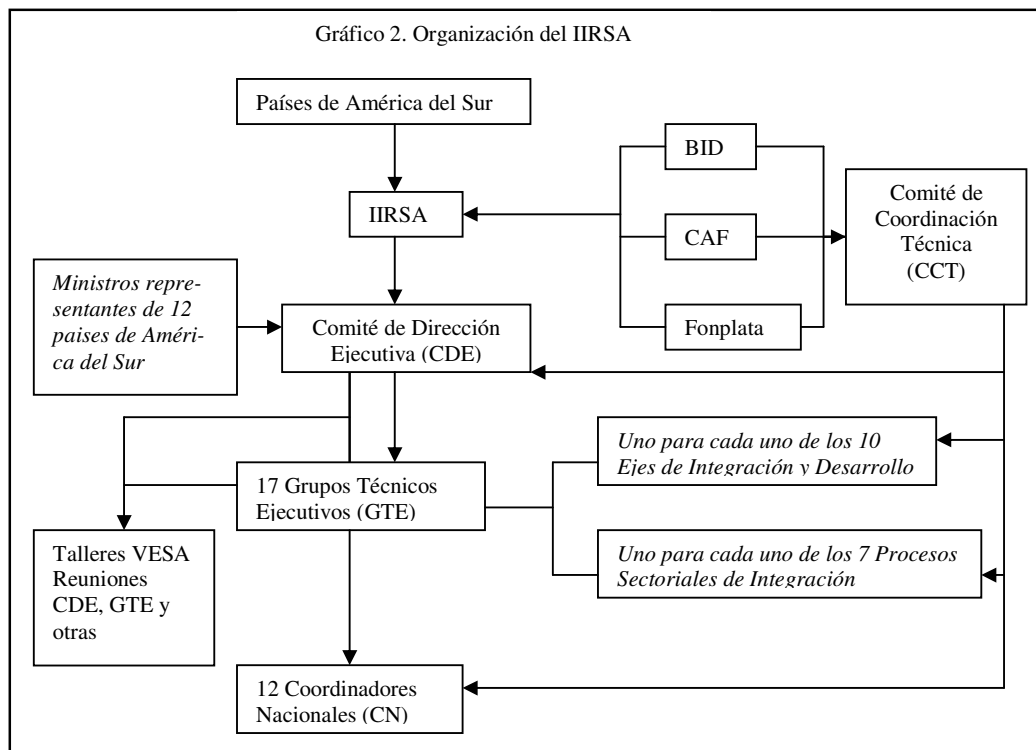 Gráfico 2. Organización del IIRSA
Países de América del Sur
BID
Comité de
Coordinación
Técnica
(CCT)
IIRSA
CAF
Ministros repre-
sentantes de 12
paises de Améri-
ca del Sur
Comité de Dirección
Ejecutiva (CDE)
Fonplata
Uno para cada uno de los 10
Ejes de Integración y Desarrollo
17 Grupos Técnicos
Ejecutivos (GTE)
Talleres VESA
Reuniones
CDE, GTE y
otras
Uno para cada uno de los 7 Procesos
Sectoriales de Integración
12 Coordinadores
Nacionales (CN)